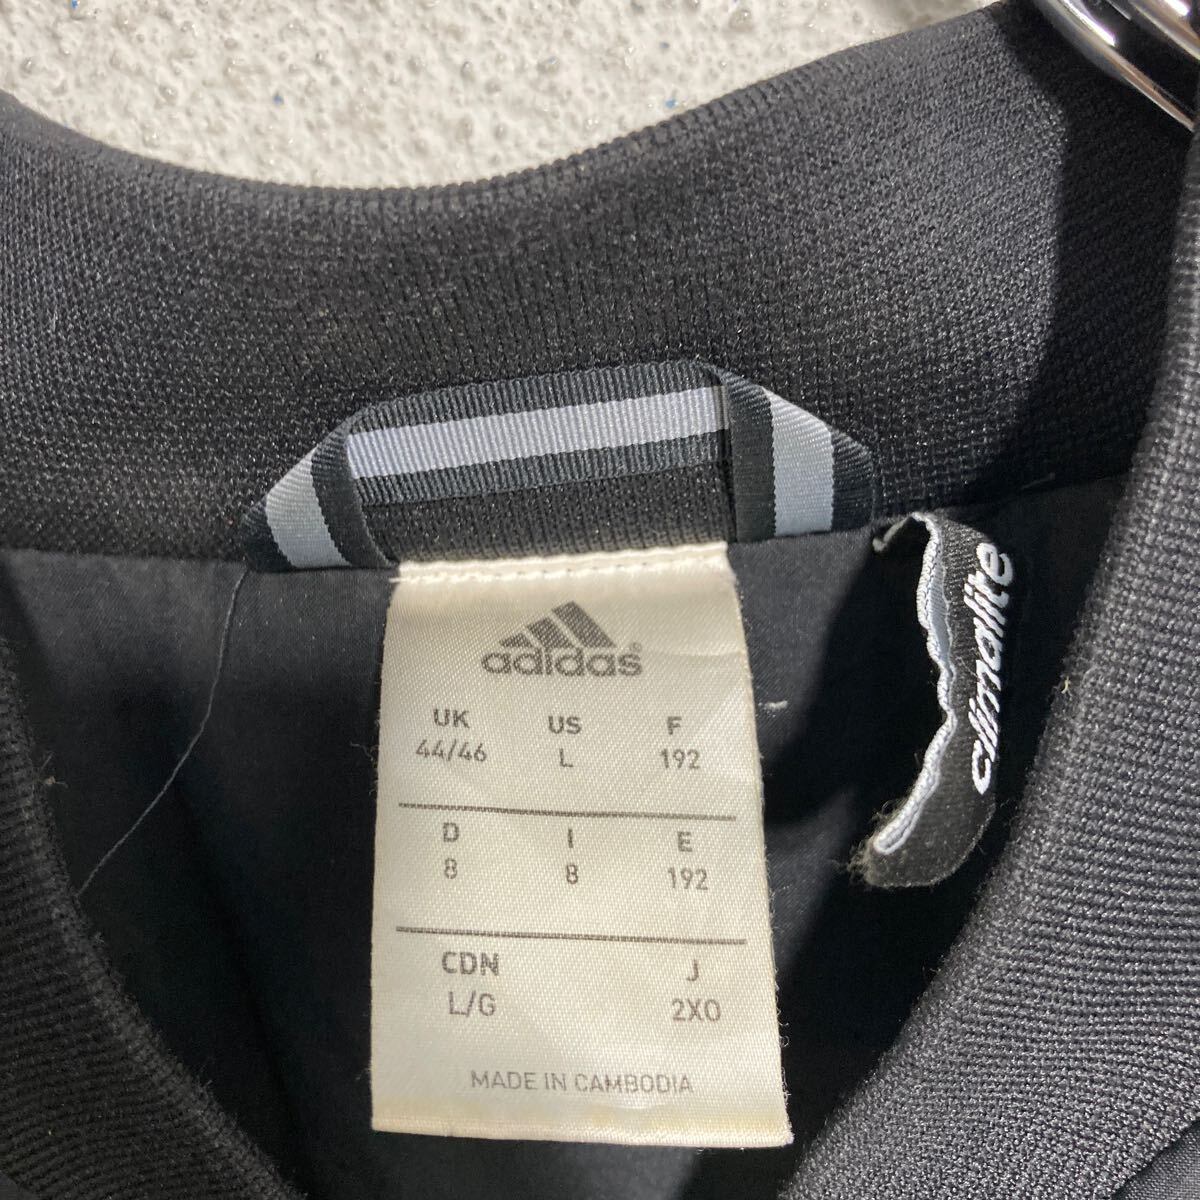 adidas
UK US F
44/46 L 192
D I E
8 8 192
CDN J
L/G 2XO
MADE IN CAMBODIA
climalite